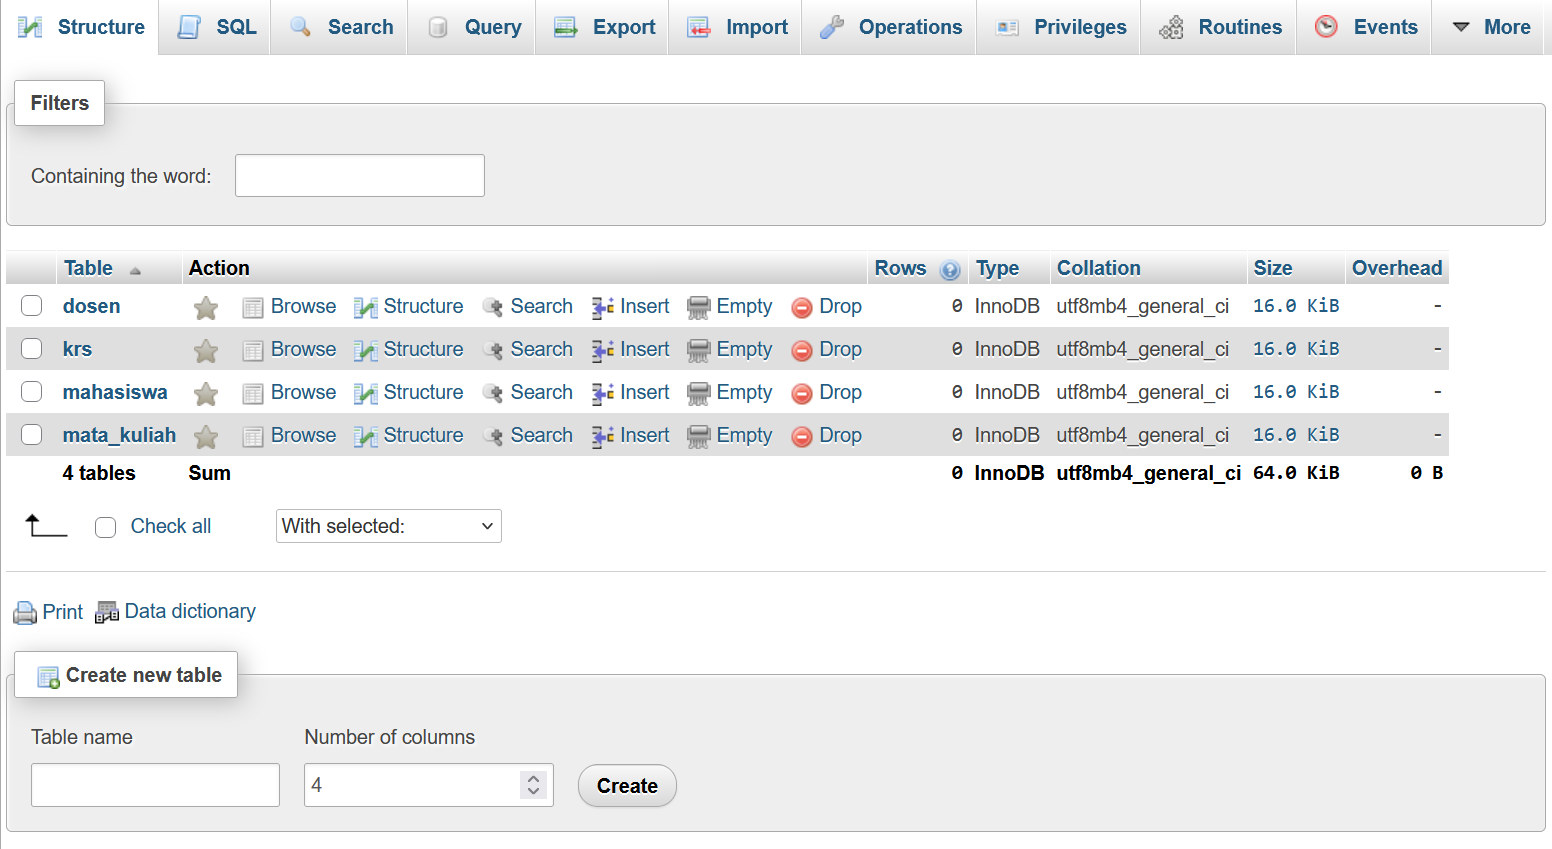 Structure SQL Search Query Export Import Operations Privileges Routines Events More
Filters
Containing the word:
Table Action Rows Type Collation Size Overhead
dosen Browse Structure Search Insert Empty Drop 0 InnoDB utf8mb4_general_ci 16.0 KiB -
krs Browse Structure Search Insert Empty Drop 0 InnoDB utf8mb4_general_ci 16.0 KiB -
mahasiswa Browse Structure Search Insert Empty Drop 0 InnoDB utf8mb4_general_ci 16.0 KiB -
mata_kuliah Browse Structure Search Insert Empty Drop 0 InnoDB utf8mb4_general_ci 16.0 KiB -
4 tables Sum 0 InnoDB utf8mb4_general_ci 64.0 KiB 0 B
Check all With selected:
Print Data dictionary
Create new table
Table name Number of columns
4 Create